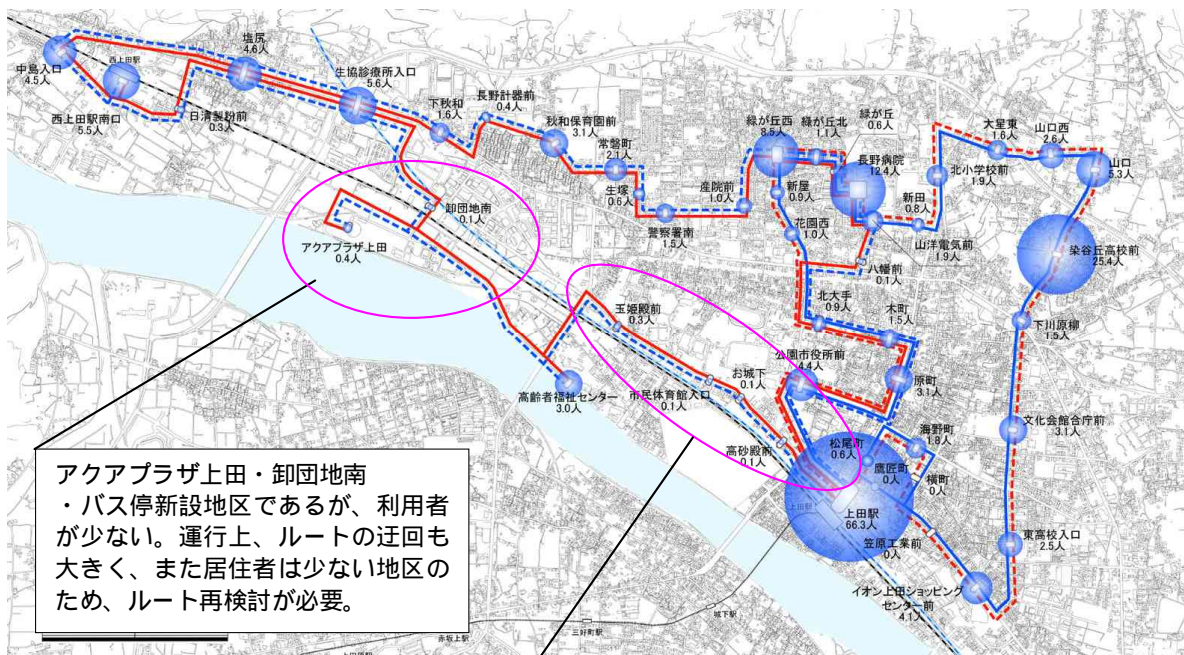 塩尻
4.6人
生協診療所入口
5.6人
中島入口
4.5人
西上田駅
西上田駅南口
5.5人
日清製粉前
0.3人
下秋和
1.6人
長野計器前
0.4人
秋和保育園前
3.1人
常磐町
2.1人
生塚
0.6人
警察署南
1.5人
産院前
1.0人
緑が丘西
8.5人
緑が丘北
1.1人
緑が丘
0.6人
長野病院
12.4人
新屋
0.9人
花園西
1.0人
新田
0.8人
山洋電気前
1.9人
八幡前
0.1人
北小学校前
1.9人
大星東
1.6人
山口西
2.6人
山口
5.3人
染谷丘高校前
25.4人
下川原柳
1.5人
文化会館合庁前
3.1人
東高校入口
2.5人
イオン上田ショッピング
センター前
4.1人
北大手
0.9人
木町
1.5人
公園市役所前
4.4人
原町
3.1人
海野町
1.8人
横町
0人
松尾町
0.6人
鷹匠町
0人
上田駅
上田駅
66.3人
笠原工業前
0人
卸団地南
0.1人
アクアプラザ上田
0.4人
玉姫殿前
0.3人
お城下
0.1人
市民体育館入口
0.1人
高砂殿前
0.1人
高齢者福祉センター
3.0人
アクアプラザ上田・卸団地南
・バス停新設地区であるが、利用者
が少ない。運行上、ルートの迂回も
大きく、また居住者は少ない地区の
ため、ルート再検討が必要。
城下駅
三好町駅
赤坂上駅